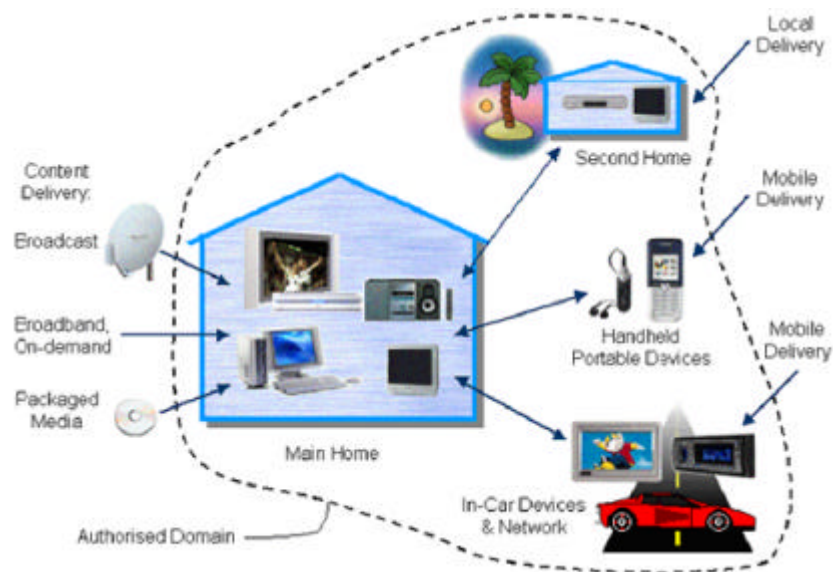 Local
Delivery
Second Home
Content
Delivery:
Broadcast
Mobile
Delivery
Broadband,
On-demand
Handheld
Portable Devices
Mobile
Delivery
Packaged
Media
Main Home
In-Car Devices
& Network
Authorised Domain